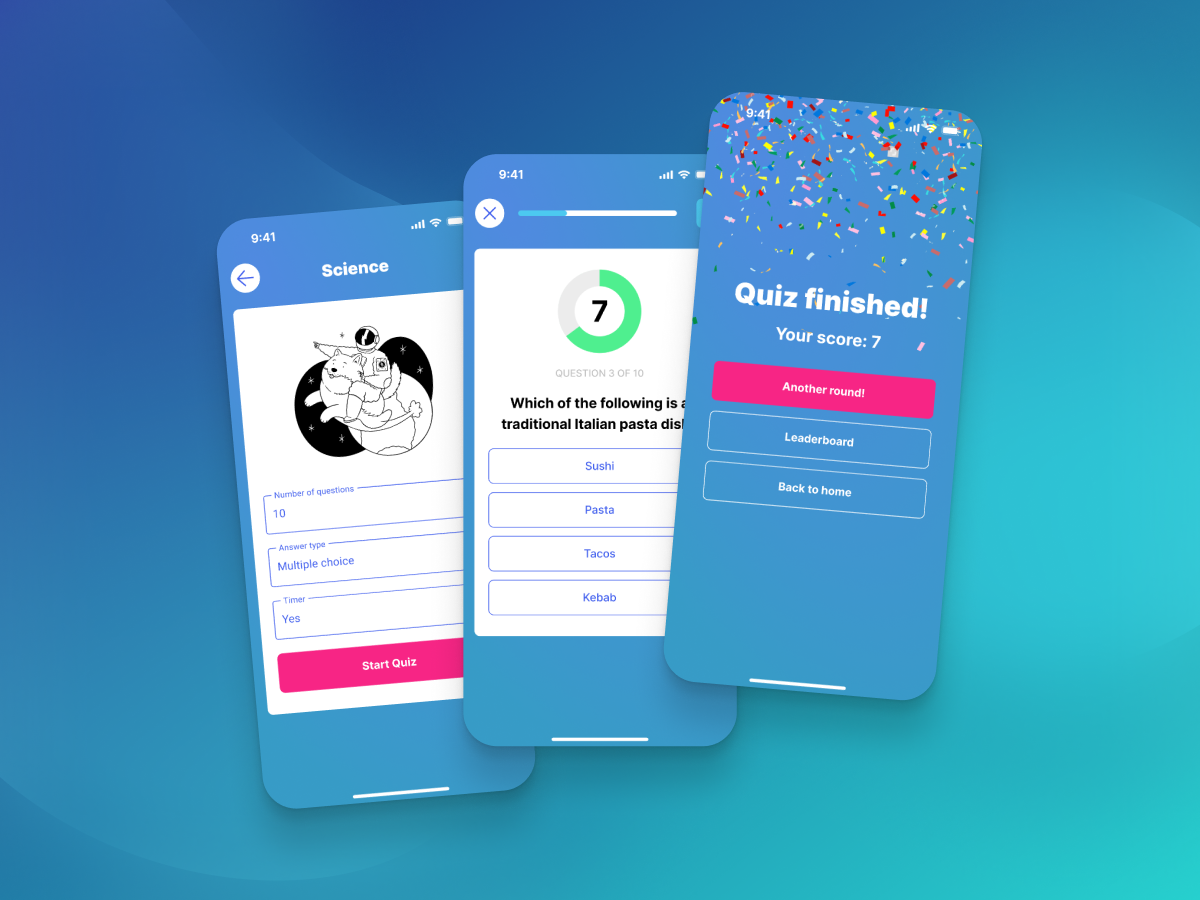 9:41
Science
Number of questions
10
Answer type
Multiple choice
Timer
Yes
Start Quiz
9:41
7
QUESTION 3 OF 10
Which of the following is a
traditional Italian pasta
Sushi
Pasta
Tacos
Kebab
9:41
Quiz finished!
Your score: 7
Another round!
Leaderboard
Back to home